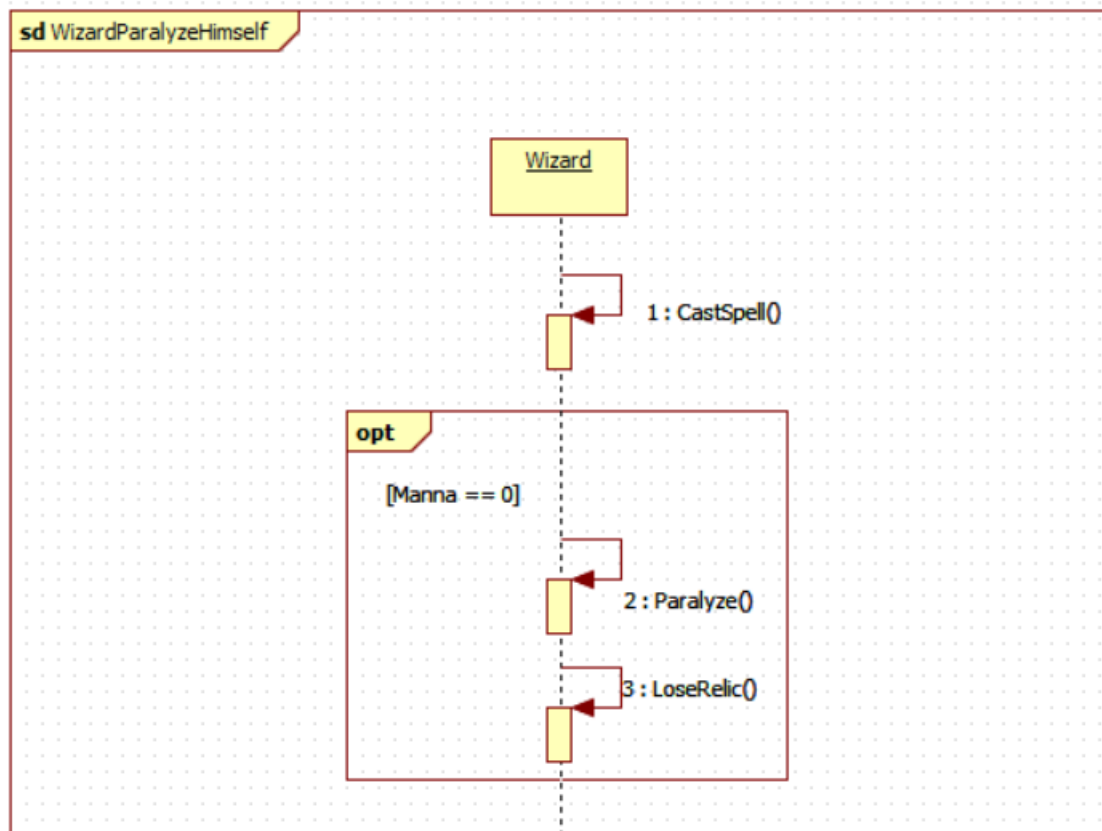 sd WizardParalyzeHimself
Wizard
1 : CastSpell()
opt
[Manna == 0]
2 : Paralyze()
3 : LoseRelic()